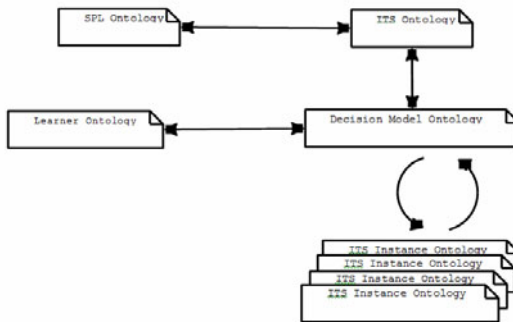 SPL Ontology
ITS Ontology
Learner Ontology
Decision Model Ontology
ITS Instance Ontology
ITS Instance Ontology
ITS Instance Ontology
ITS Instance Ontology